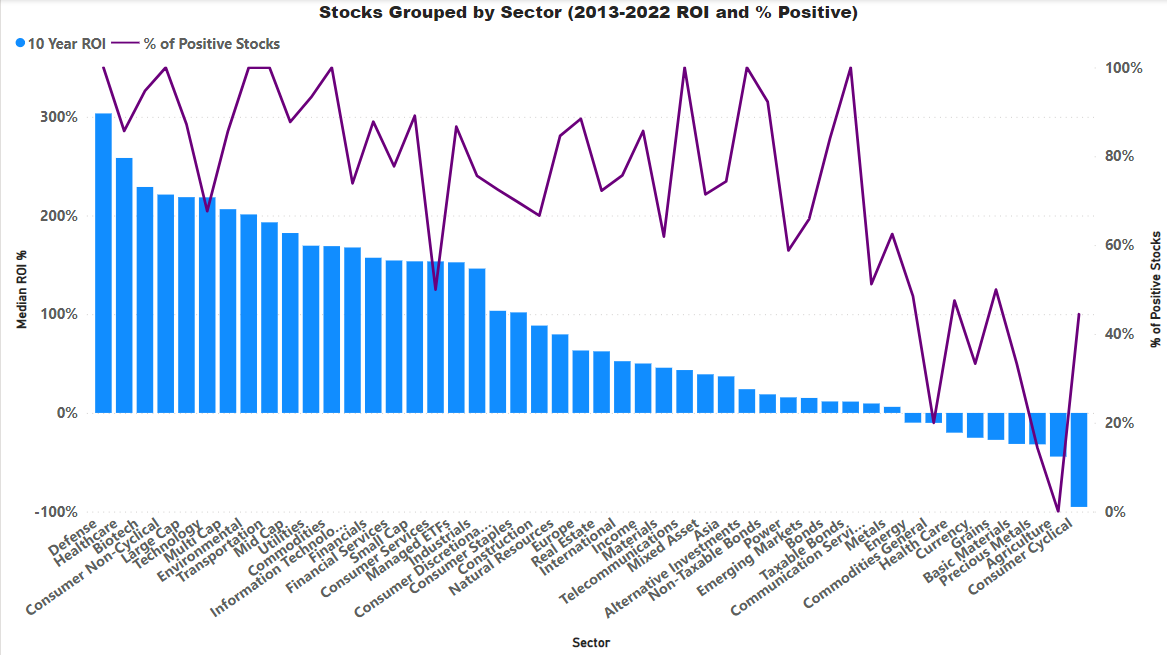 Stocks Grouped by Sector (2013-2022 ROI and % Positive)
10 Year ROI
% of Positive Stocks
300%
200%
100%
0%
-100%
Median ROI %
100%
80%
60%
40%
20%
0%
% of Positive Stocks
Defense
Healthcare
Biotech
Consumer Non-Cyclical
Large Cap
Technology
Multi Cap
Environmental
Transportation
Mid Cap
Utilities
Commodities
Information Technolo...
Financials
Financial Services
Small Cap
Consumer Services
Managed ETFs
Industrials
Consumer Discretiona...
Consumer Staples
Construction
Natural Resources
Europe
Real Estate
International
Income
Materials
Telecommunications
Mixed Asset
Asia
Alternative Investments
Non-Taxable Bonds
Power
Emerging Markets
Bonds
Taxable Bonds
Communication Servi...
Metals
Energy
Commodities General
Health Care
Currency
Grains
Basic Materials
Precious Metals
Agriculture
Consumer Cyclical
Sector